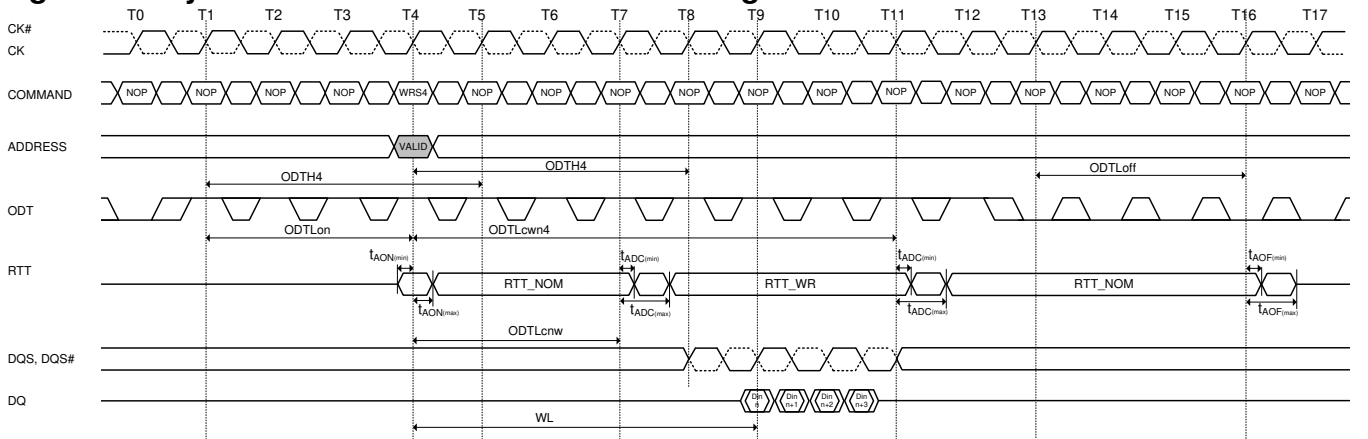 T0 T1 T2 T3 T4 T5 T6 T7 T8 T9 T10 T11 T12 T13 T14 T15 T16 T17
CK#
CK
COMMAND NOP NOP NOP NOP WRS4 NOP NOP NOP NOP NOP NOP NOP NOP NOP NOP NOP NOP NOP
ADDRESS VALID
ODTH4 ODTLoff
ODTH4
ODT
ODTLon ODTLcwn4
tAON(min) tADC(min) tADC(min) tAOF(min)
RTT RTT_NOM RTT_WR RTT_NOM
tAON(max) tADC(max) tADC(max) tAOF(max)
ODTLcnw
DQS, DQS#
DQ Din n Din n+1 Din n+2 Din n+3
WL